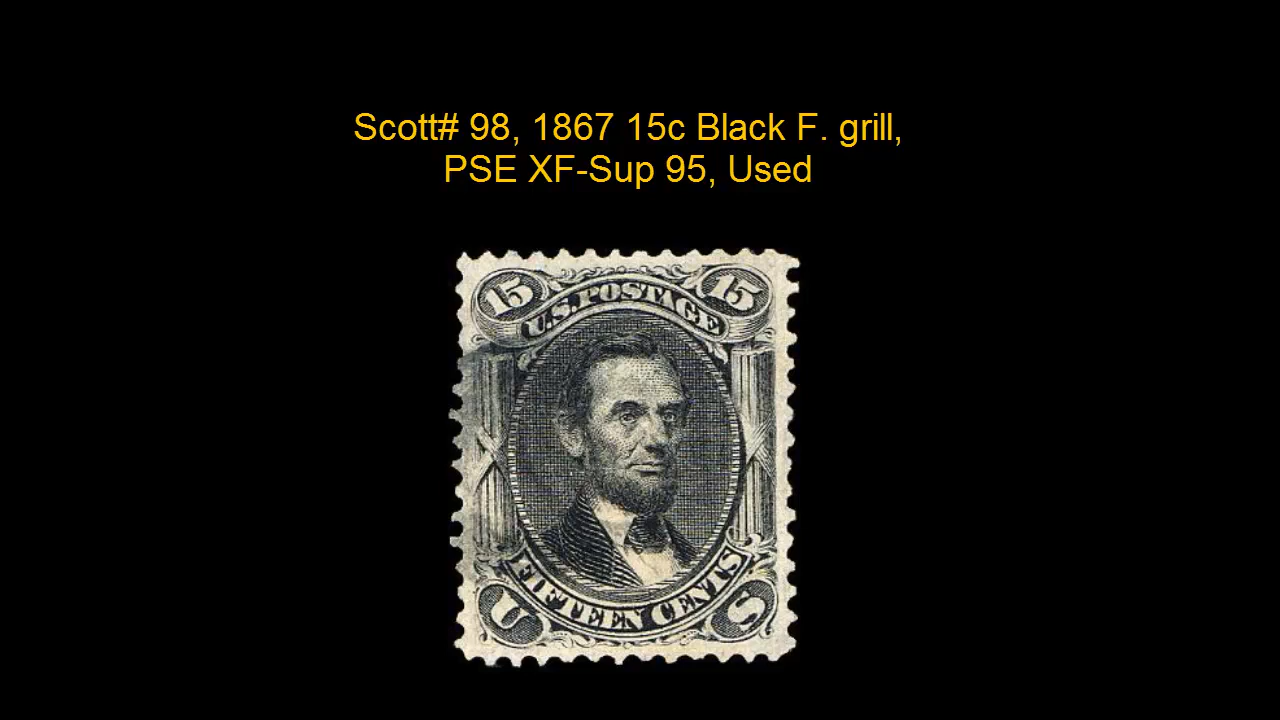 Scott# 98, 1867 15c Black F. grill,
PSE XF-Sup 95, Used
15 15
U.S. POSTAGE
FIFTEEN CENTS
U S